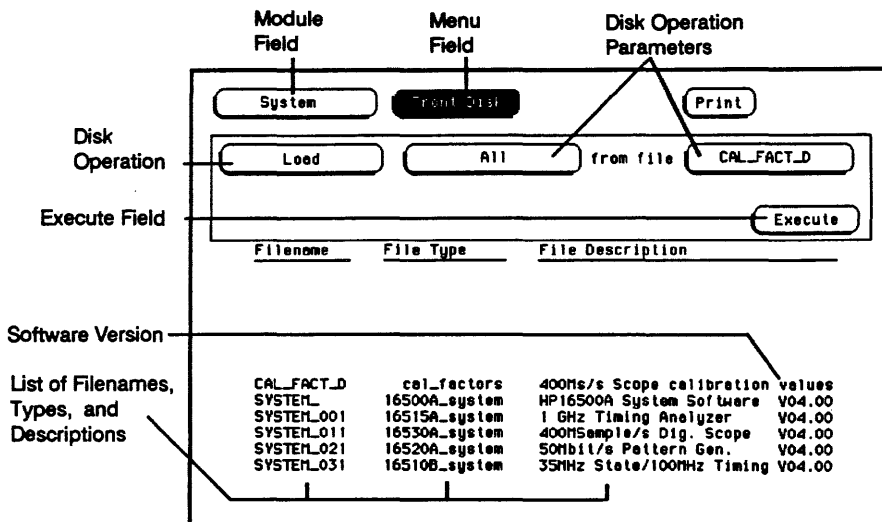 Module Field
Menu Field
Disk Operation Parameters
System
Front Disk
Print
Disk Operation
Load
All
from file
CAL_FACT_D
Execute Field
Execute
Filename File Type File Description
Software Version
List of Filenames, Types, and Descriptions
CAL_FACT_D cal_factors 400Ms/s Scope calibration values
SYSTEM_ 16500A_system HP16500A System Software V04.00
SYSTEM_001 16515A_system 1 GHz Timing Analyzer V04.00
SYSTEM_011 16530A_system 400MSample/s Dig. Scope V04.00
SYSTEM_021 16520A_system 50Mbit/s Pattern Gen. V04.00
SYSTEM_031 16510B_system 35MHz State/100MHz Timing V04.00